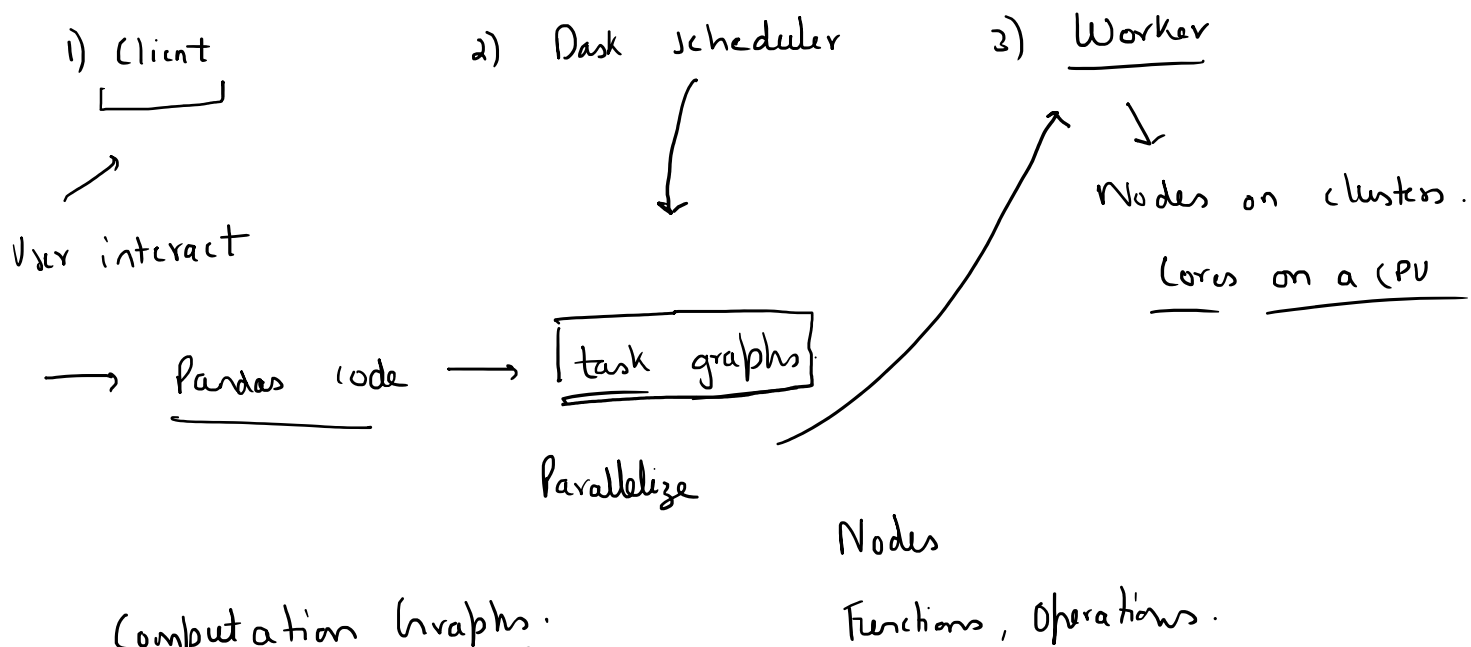 1) Client
2) Dask scheduler
3) Worker
User interact
Nodes on clusters.
Cores on a CPU
Pandas code
task graphs
Parallelize
Nodes
Computation Graphs.
Functions, Operations.